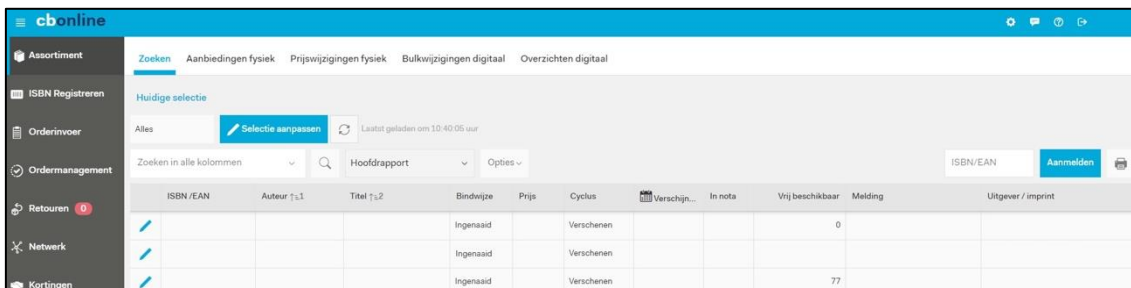 cbonline
Assortiment
ISBN Registreren
Orderinvoer
Ordermanagement
Retouren 0
Netwerk
Kortingen
Zoeken Aanbiedingen fysiek Prijswijzigingen fysiek Bulkwijzigingen digitaal Overzichten digitaal
Huidige selectie
Alles Selectie aanpassen Laatst geladen om 10:40:05 uur
Zoeken in alle kolommen Hoofdrapport Opties ISBN/EAN Aanmelden
ISBN /EAN Auteur ↑1 Titel ↑2 Bindwijze Prijs Cyclus Verschijn... In nota Vrij beschikbaar Melding Uitgever / imprint
Ingenaaid Verschenen 0
Ingenaaid Verschenen
Ingenaaid Verschenen 77